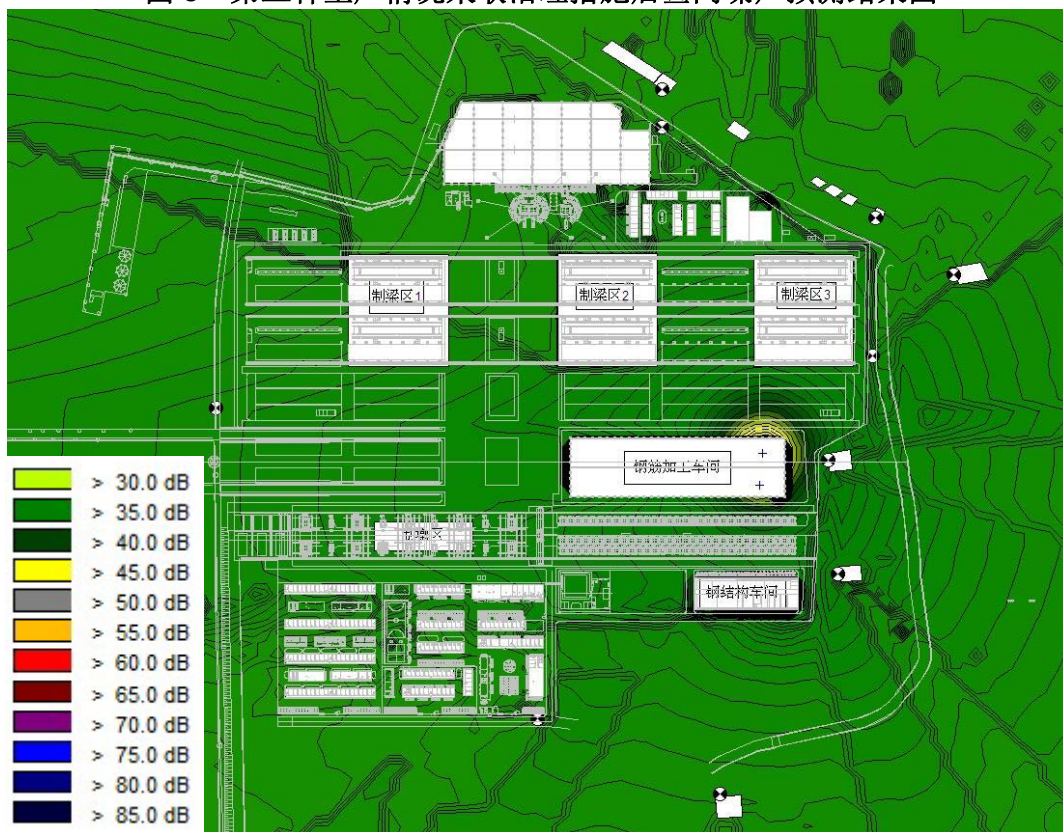 制梁区1
制梁区2
制梁区3
钢筋加工车间
钢结构车间
> 30.0 dB
> 35.0 dB
> 40.0 dB
> 45.0 dB
> 50.0 dB
> 55.0 dB
> 60.0 dB
> 65.0 dB
> 70.0 dB
> 75.0 dB
> 80.0 dB
> 85.0 dB